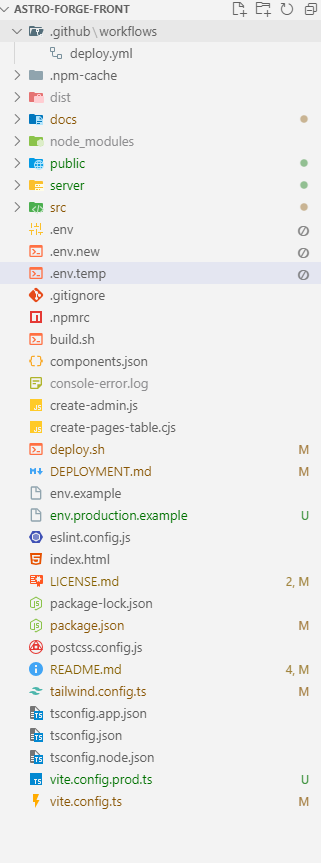 ASTRO-FORGE-FRONT
.github\workflows
deploy.yml
.npm-cache
dist
docs
node_modules
public
server
src
.env
.env.new
.env.temp
.gitignore
.npmrc
build.sh
components.json
console-error.log
create-admin.js
create-pages-table.cjs
deploy.sh M
DEPLOYMENT.md M
env.example
env.production.example U
eslint.config.js
index.html
LICENSE.md 2, M
package-lock.json
package.json M
postcss.config.js
README.md 4, M
tailwind.config.ts M
tsconfig.app.json
tsconfig.json
tsconfig.node.json
vite.config.prod.ts U
vite.config.ts M